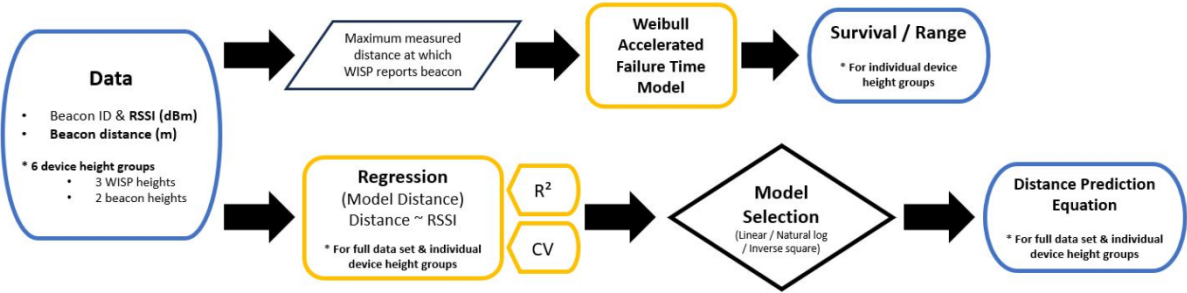 Data
• Beacon ID & RSSI (dBm)
• Beacon distance (m)
* 6 device height groups
• 3 WISP heights
• 2 beacon heights
Maximum measured
distance at which
WISP reports beacon
Weibull
Accelerated
Failure Time
Model
Survival / Range
* For individual device
height groups
Regression
(Model Distance)
Distance ~ RSSI
* For full data set & individual
device height groups
R²
CV
Model
Selection
(Linear / Natural log
/ Inverse square)
Distance Prediction
Equation
* For full data set & individual
device height groups